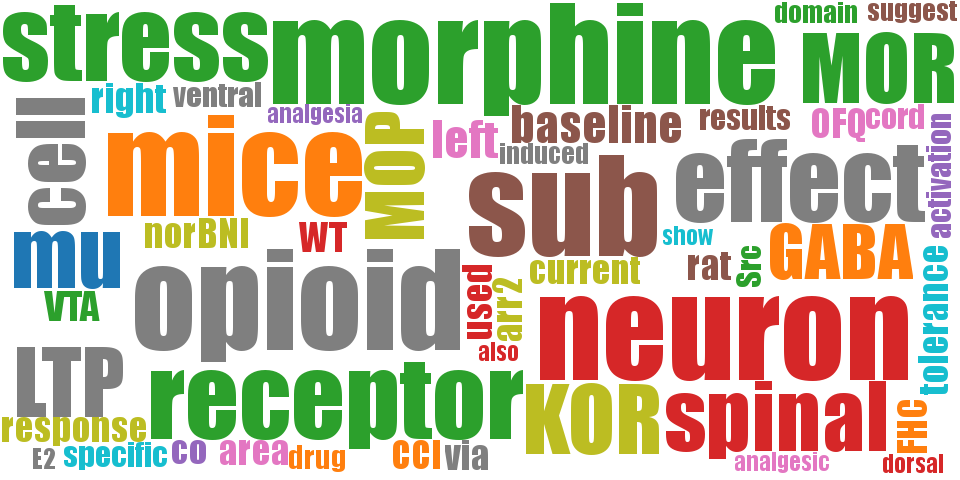 stress
morphine
domain
suggest
MOR
right
ventral
analgesia
cell
mice
MOP
left
baseline
induced
results
OFQ
cord
activation
effect
sub
norBNI
WT
mu
VTA
show
rat
Src
GABA
opioid
used
arr2
current
neuron
tolerance
also
LTP
receptor
KOR
spinal
FHC
response
E2
specific
co
area
drug
ccl
via
analgesic
dorsal